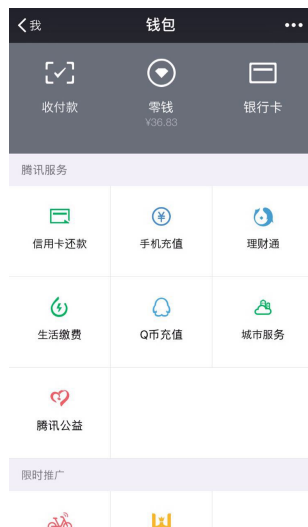 我
钱包
收付款
零钱
银行卡
¥36.83
腾讯服务
信用卡还款
手机充值
理财通
生活缴费
Q币充值
城市服务
腾讯公益
限时推广